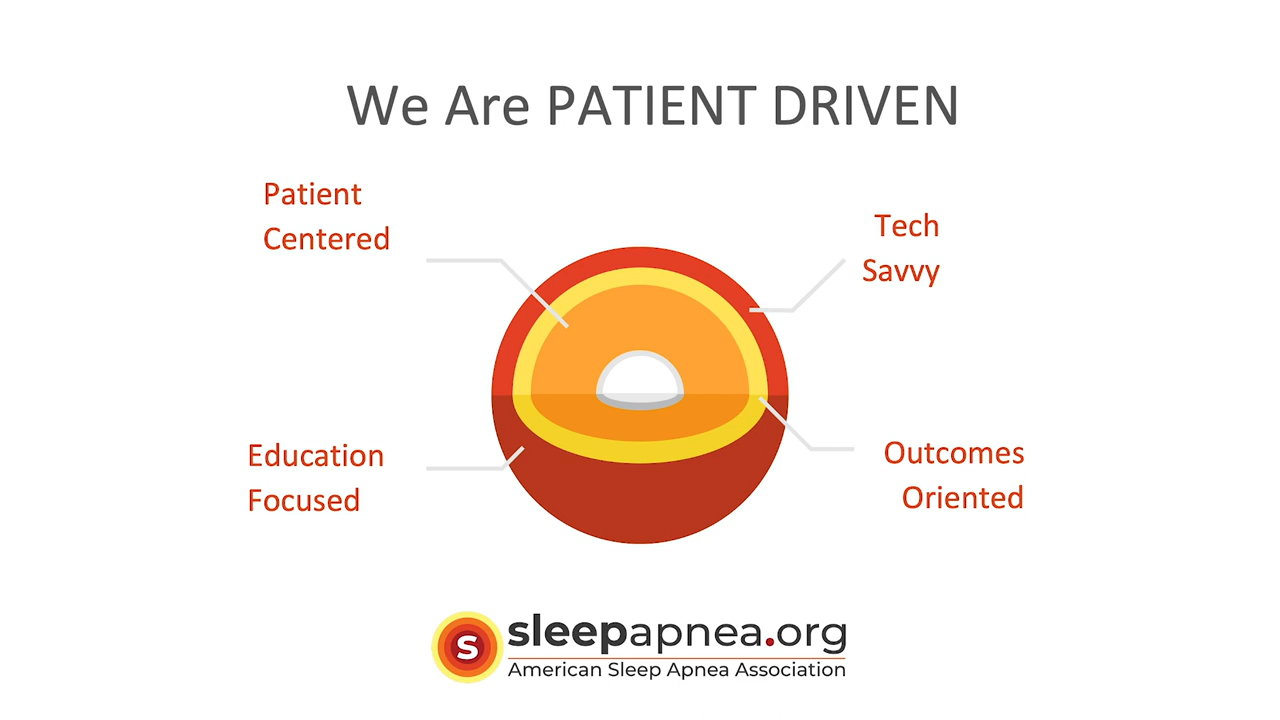 We Are PATIENT DRIVEN
Patient
Centered
Tech
Savvy
Education
Focused
Outcomes
Oriented
s
sleepapnea.org
American Sleep Apnea Association